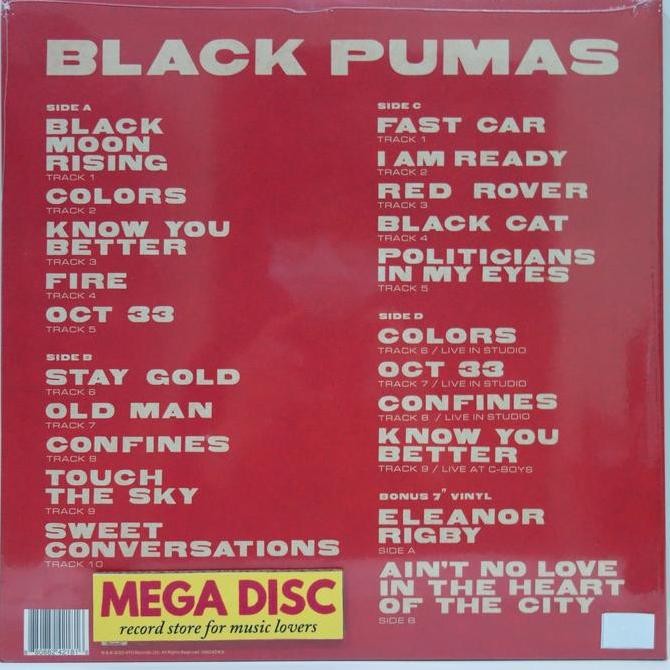 BLACK PUMAS
SIDE A
BLACK
MOON
RISING
TRACK 1
COLORS
TRACK 2
KNOW YOU
BETTER
TRACK 3
FIRE
TRACK 4
OCT 33
TRACK 5
SIDE B
STAY GOLD
TRACK 6
OLD MAN
TRACK 7
CONFINES
TRACK 8
TOUCH
THE SKY
TRACK 9
SWEET
CONVERSATIONS
TRACK 10
SIDE C
FAST CAR
TRACK 1
I AM READY
TRACK 2
RED ROVER
TRACK 3
BLACK CAT
TRACK 4
POLITICIANS
IN MY EYES
TRACK 5
SIDE D
COLORS
TRACK 6 / LIVE IN STUDIO
OCT 33
TRACK 7 / LIVE IN STUDIO
CONFINES
TRACK 8 / LIVE IN STUDIO
KNOW YOU
BETTER
TRACK 9 / LIVE AT C-BOYS
BONUS 7" VINYL
ELEANOR
RIGBY
SIDE A
AIN'T NO LOVE
IN THE HEART
OF THE CITY
SIDE B
MEGA DISC
record store for music lovers